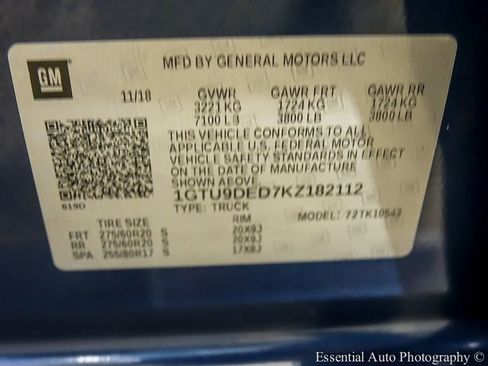 GM
MFD BY GENERAL MOTORS LLC
11/18
GVWR GAWR FRT GAWR RR
3221 KG 1724 KG 1724 KG
7100 LB 3800 LB 3800 LB
THIS VEHICLE CONFORMS TO ALL
APPLICABLE U.S. FEDERAL MOTOR
VEHICLE SAFETY STANDARDS IN EFFECT
ON THE DATE OF MANUFACTURE
SHOWN ABOVE.
1GTU9DED7KZ182112
TYPE: TRUCK MODEL: 72TK10543
619D
TIRE SIZE RIM
FRT 275/60R20 S 20X9J
RR 275/60R20 S 20X9J
SPA 255/80R17 S 17X8J
Essential Auto Photography ©